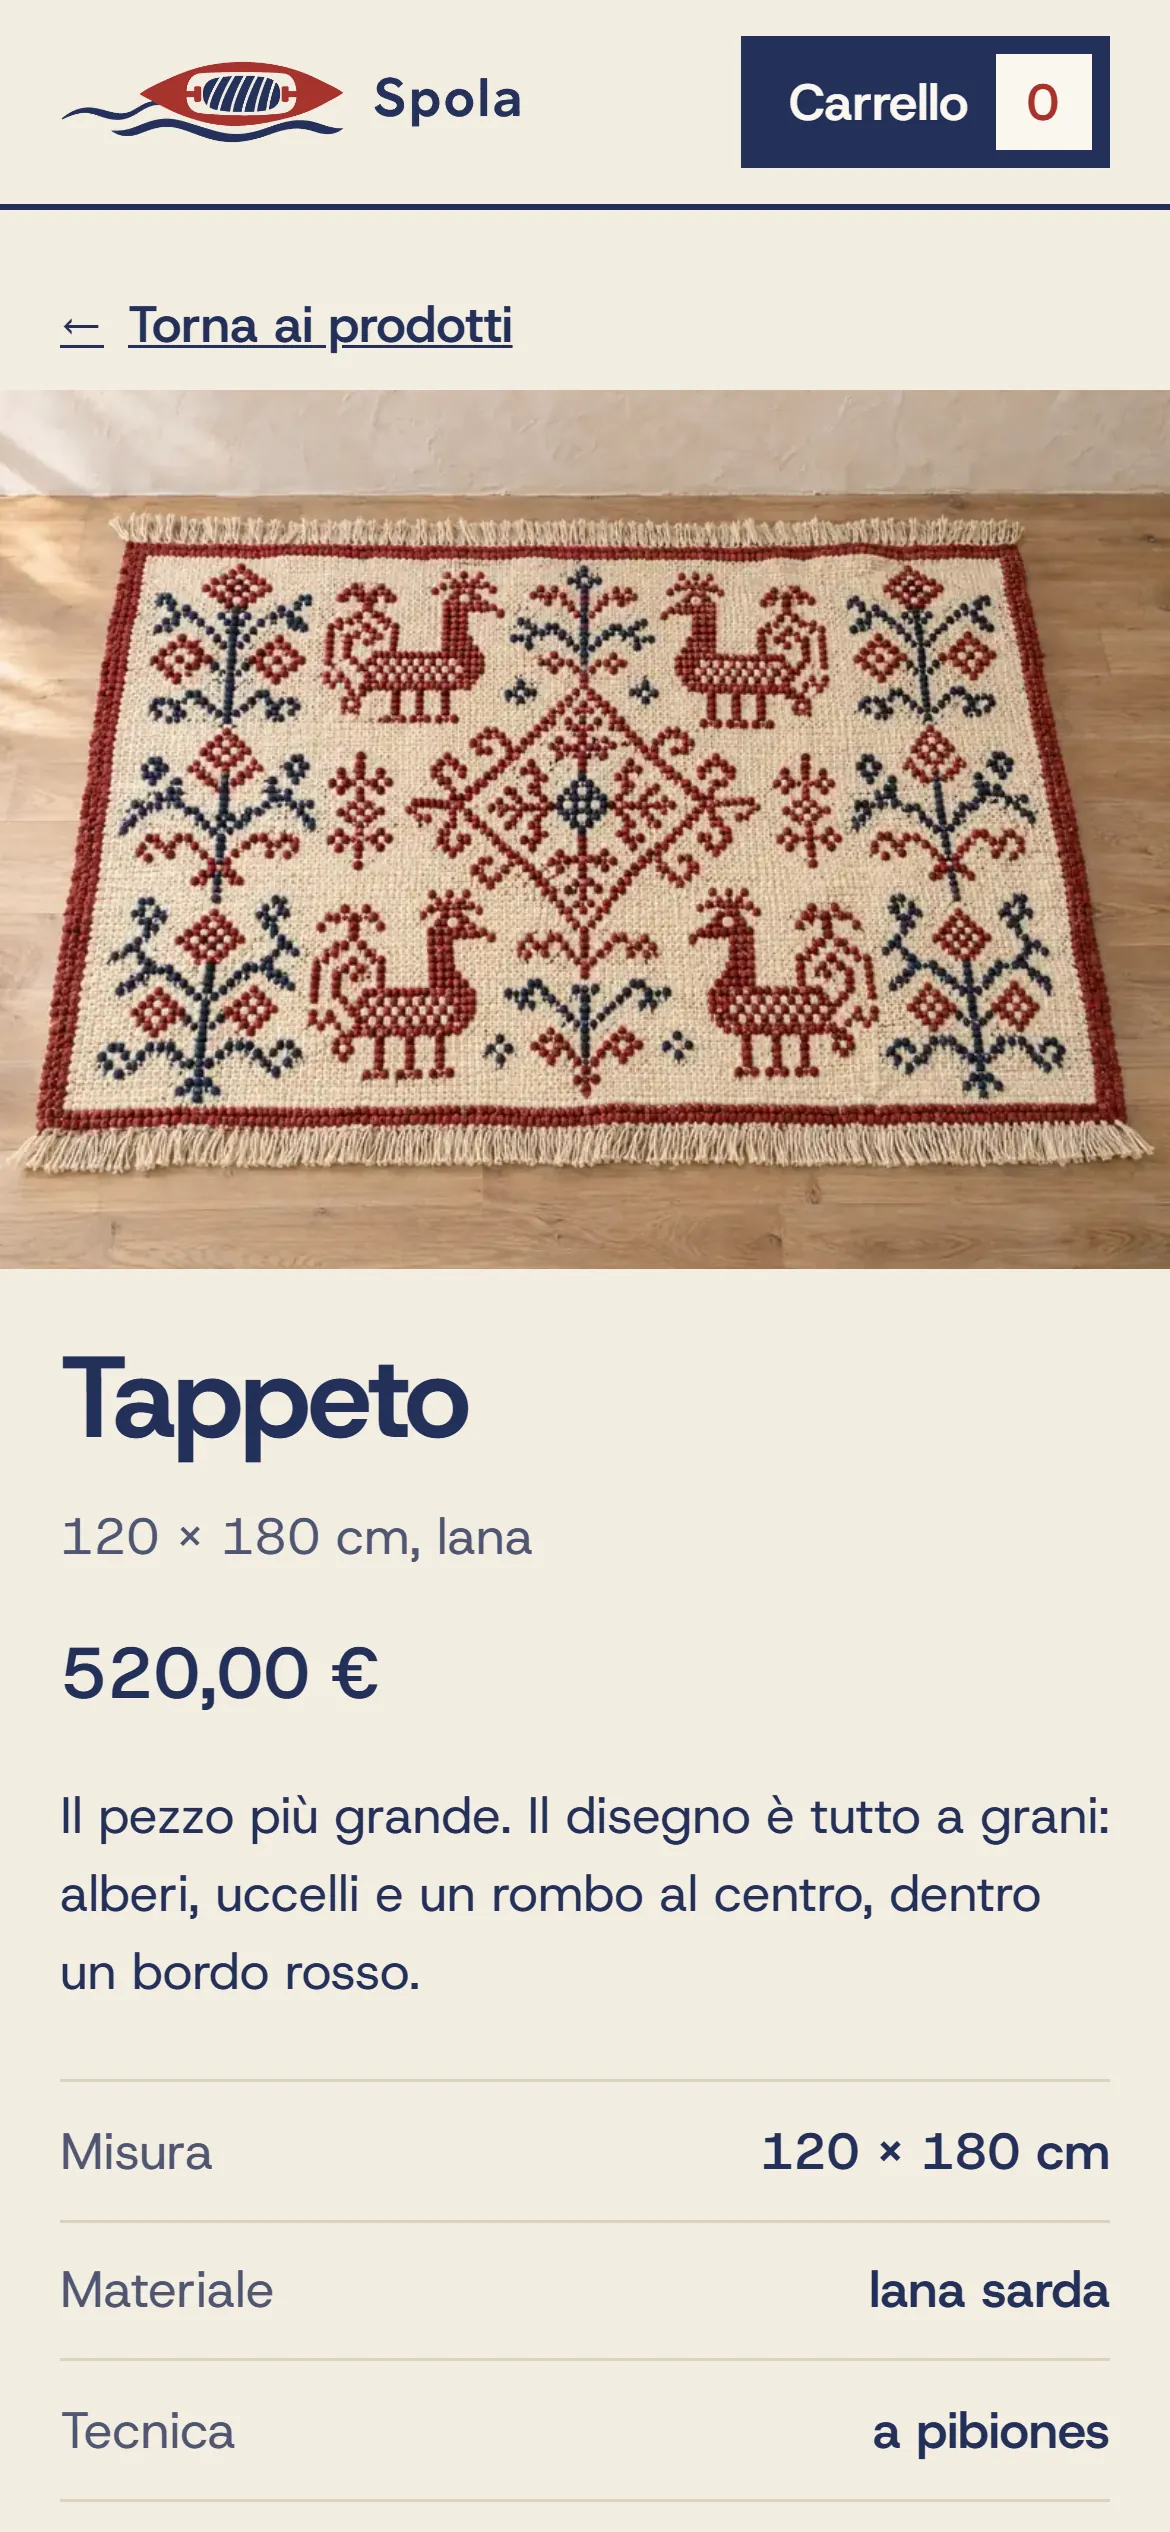 Spola
Carrello 0
← Torna ai prodotti
Tappeto
120 × 180 cm, lana
520,00 €
Il pezzo più grande. Il disegno è tutto a grani:
alberi, uccelli e un rombo al centro, dentro
un bordo rosso.
Misura 120 × 180 cm
Materiale lana sarda
Tecnica a pibiones